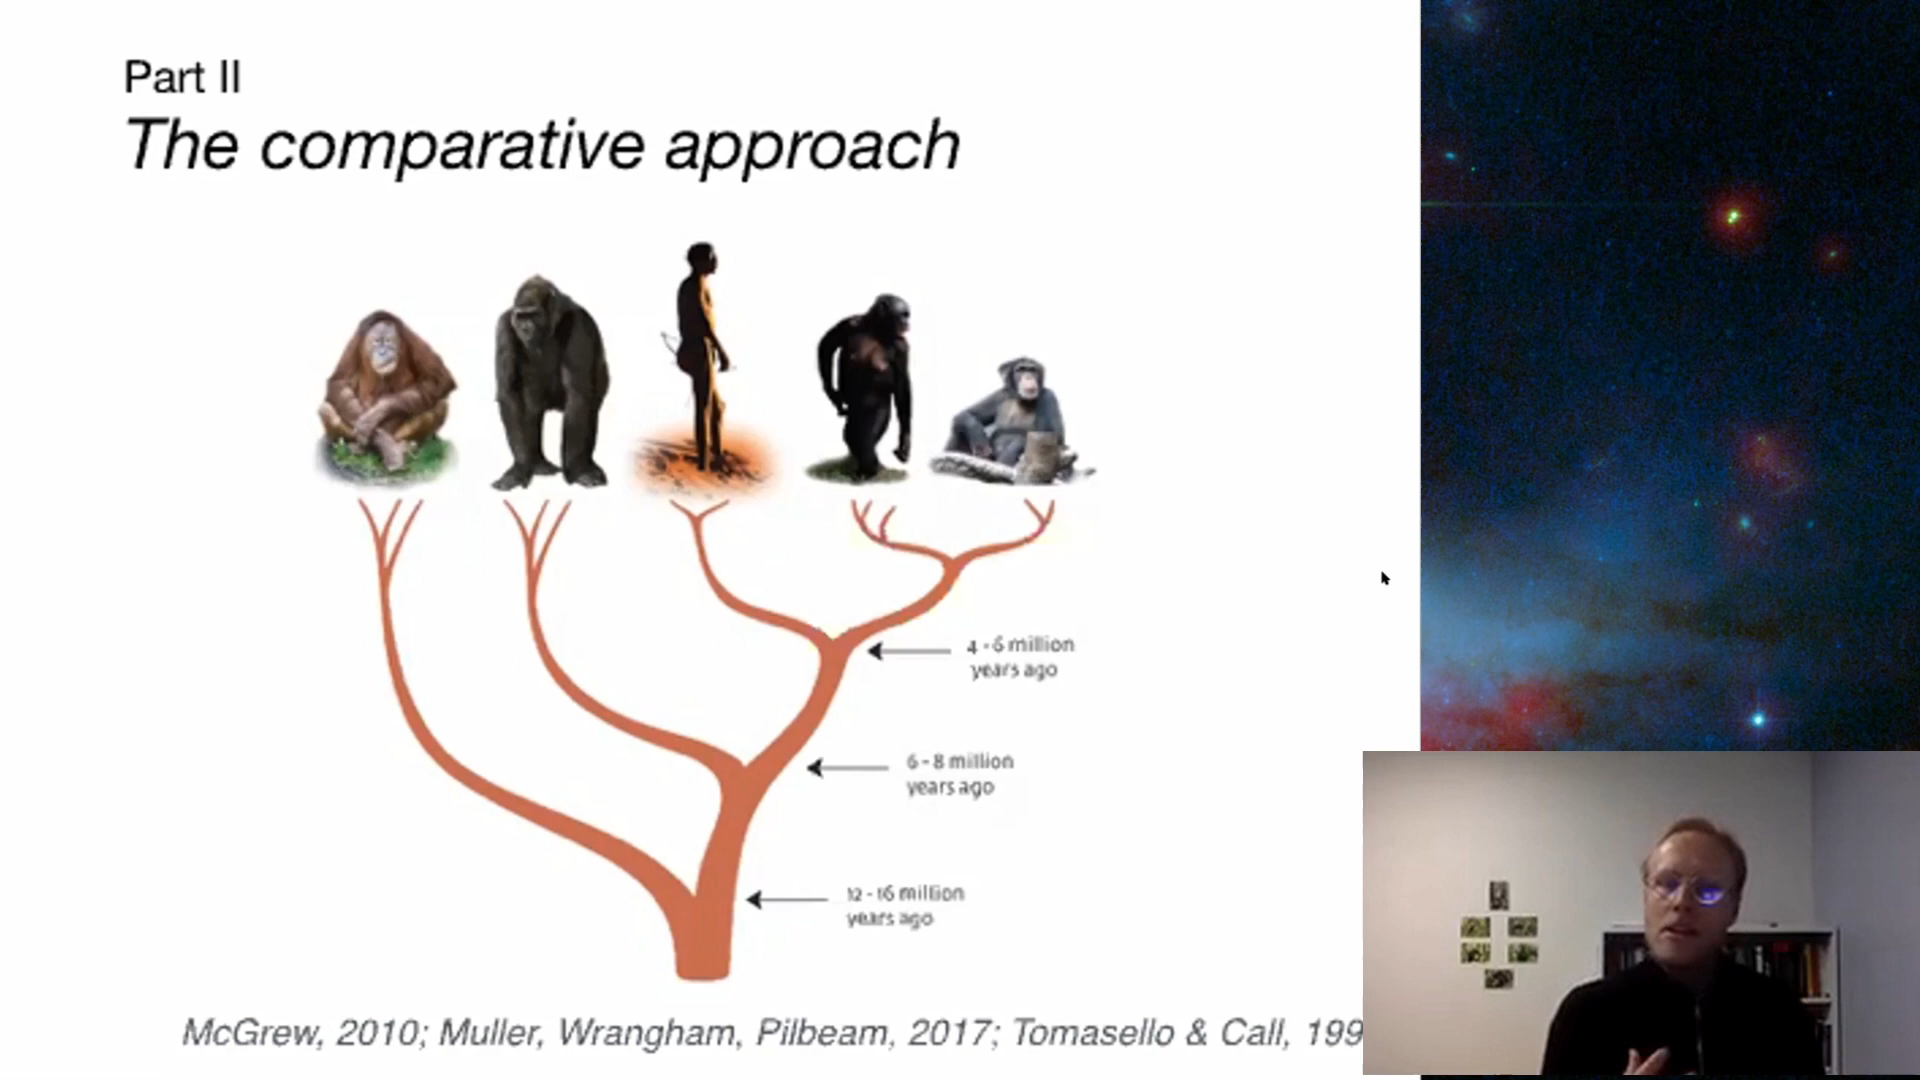 Part II
The comparative approach
4 - 6 million
years ago
6 - 8 million
years ago
12 - 16 million
years ago
McGrew, 2010; Muller, Wrangham, Pilbeam, 2017; Tomasello & Call, 199